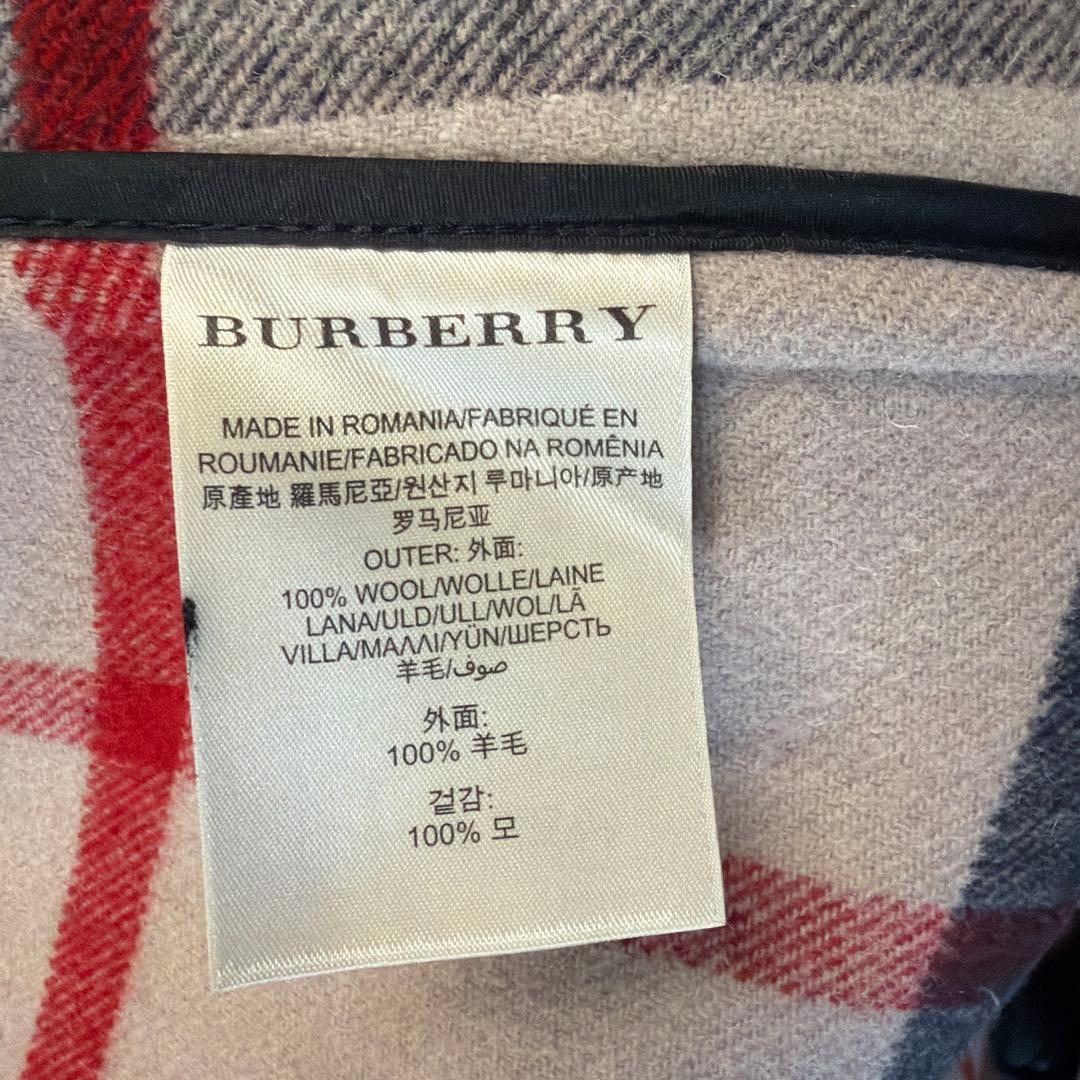 BURBERRY
MADE IN ROMANIA/FABRIQUÉ EN
ROUMANIE/FABRICADO NA ROMÊNIA
原產地 羅馬尼亞/원산지 루마니아/原产地
罗马尼亚
OUTER: 外面:
100% WOOL/WOLLE/LAINE
LANA/ULD/ULL/WOL/LÃ
VILLA/ΜΑΛΛΙ/YÜN/ШЕРСТЬ
羊毛/صوف
外面:
100% 羊毛
겉감:
100% 모